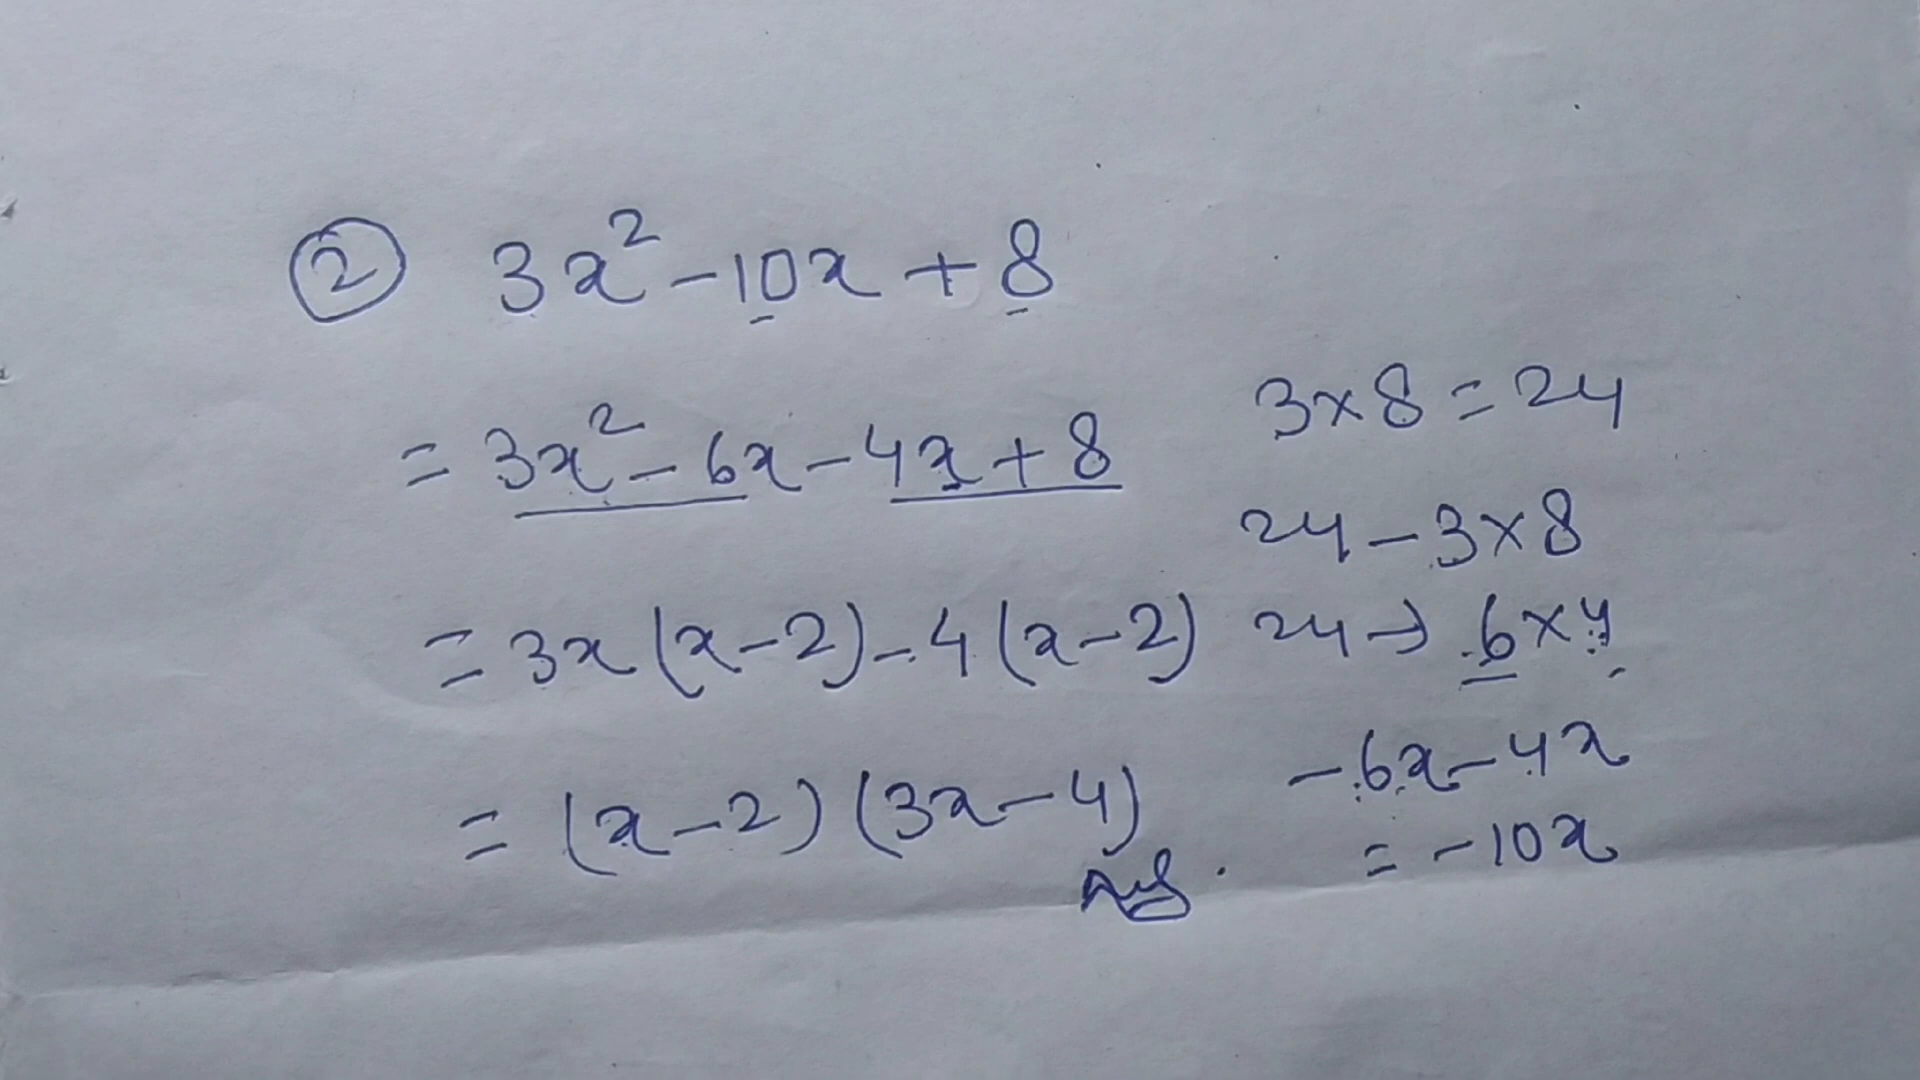 ② 3x² - 10x + 8
= 3x² - 6x - 4x + 8
3 × 8 = 24
24 - 3 × 8
= 3x (x - 2) - 4 (x - 2)
24 → 6 × 4
- 6x - 4x
= (x - 2) (3x - 4)
= - 10x
Ans.